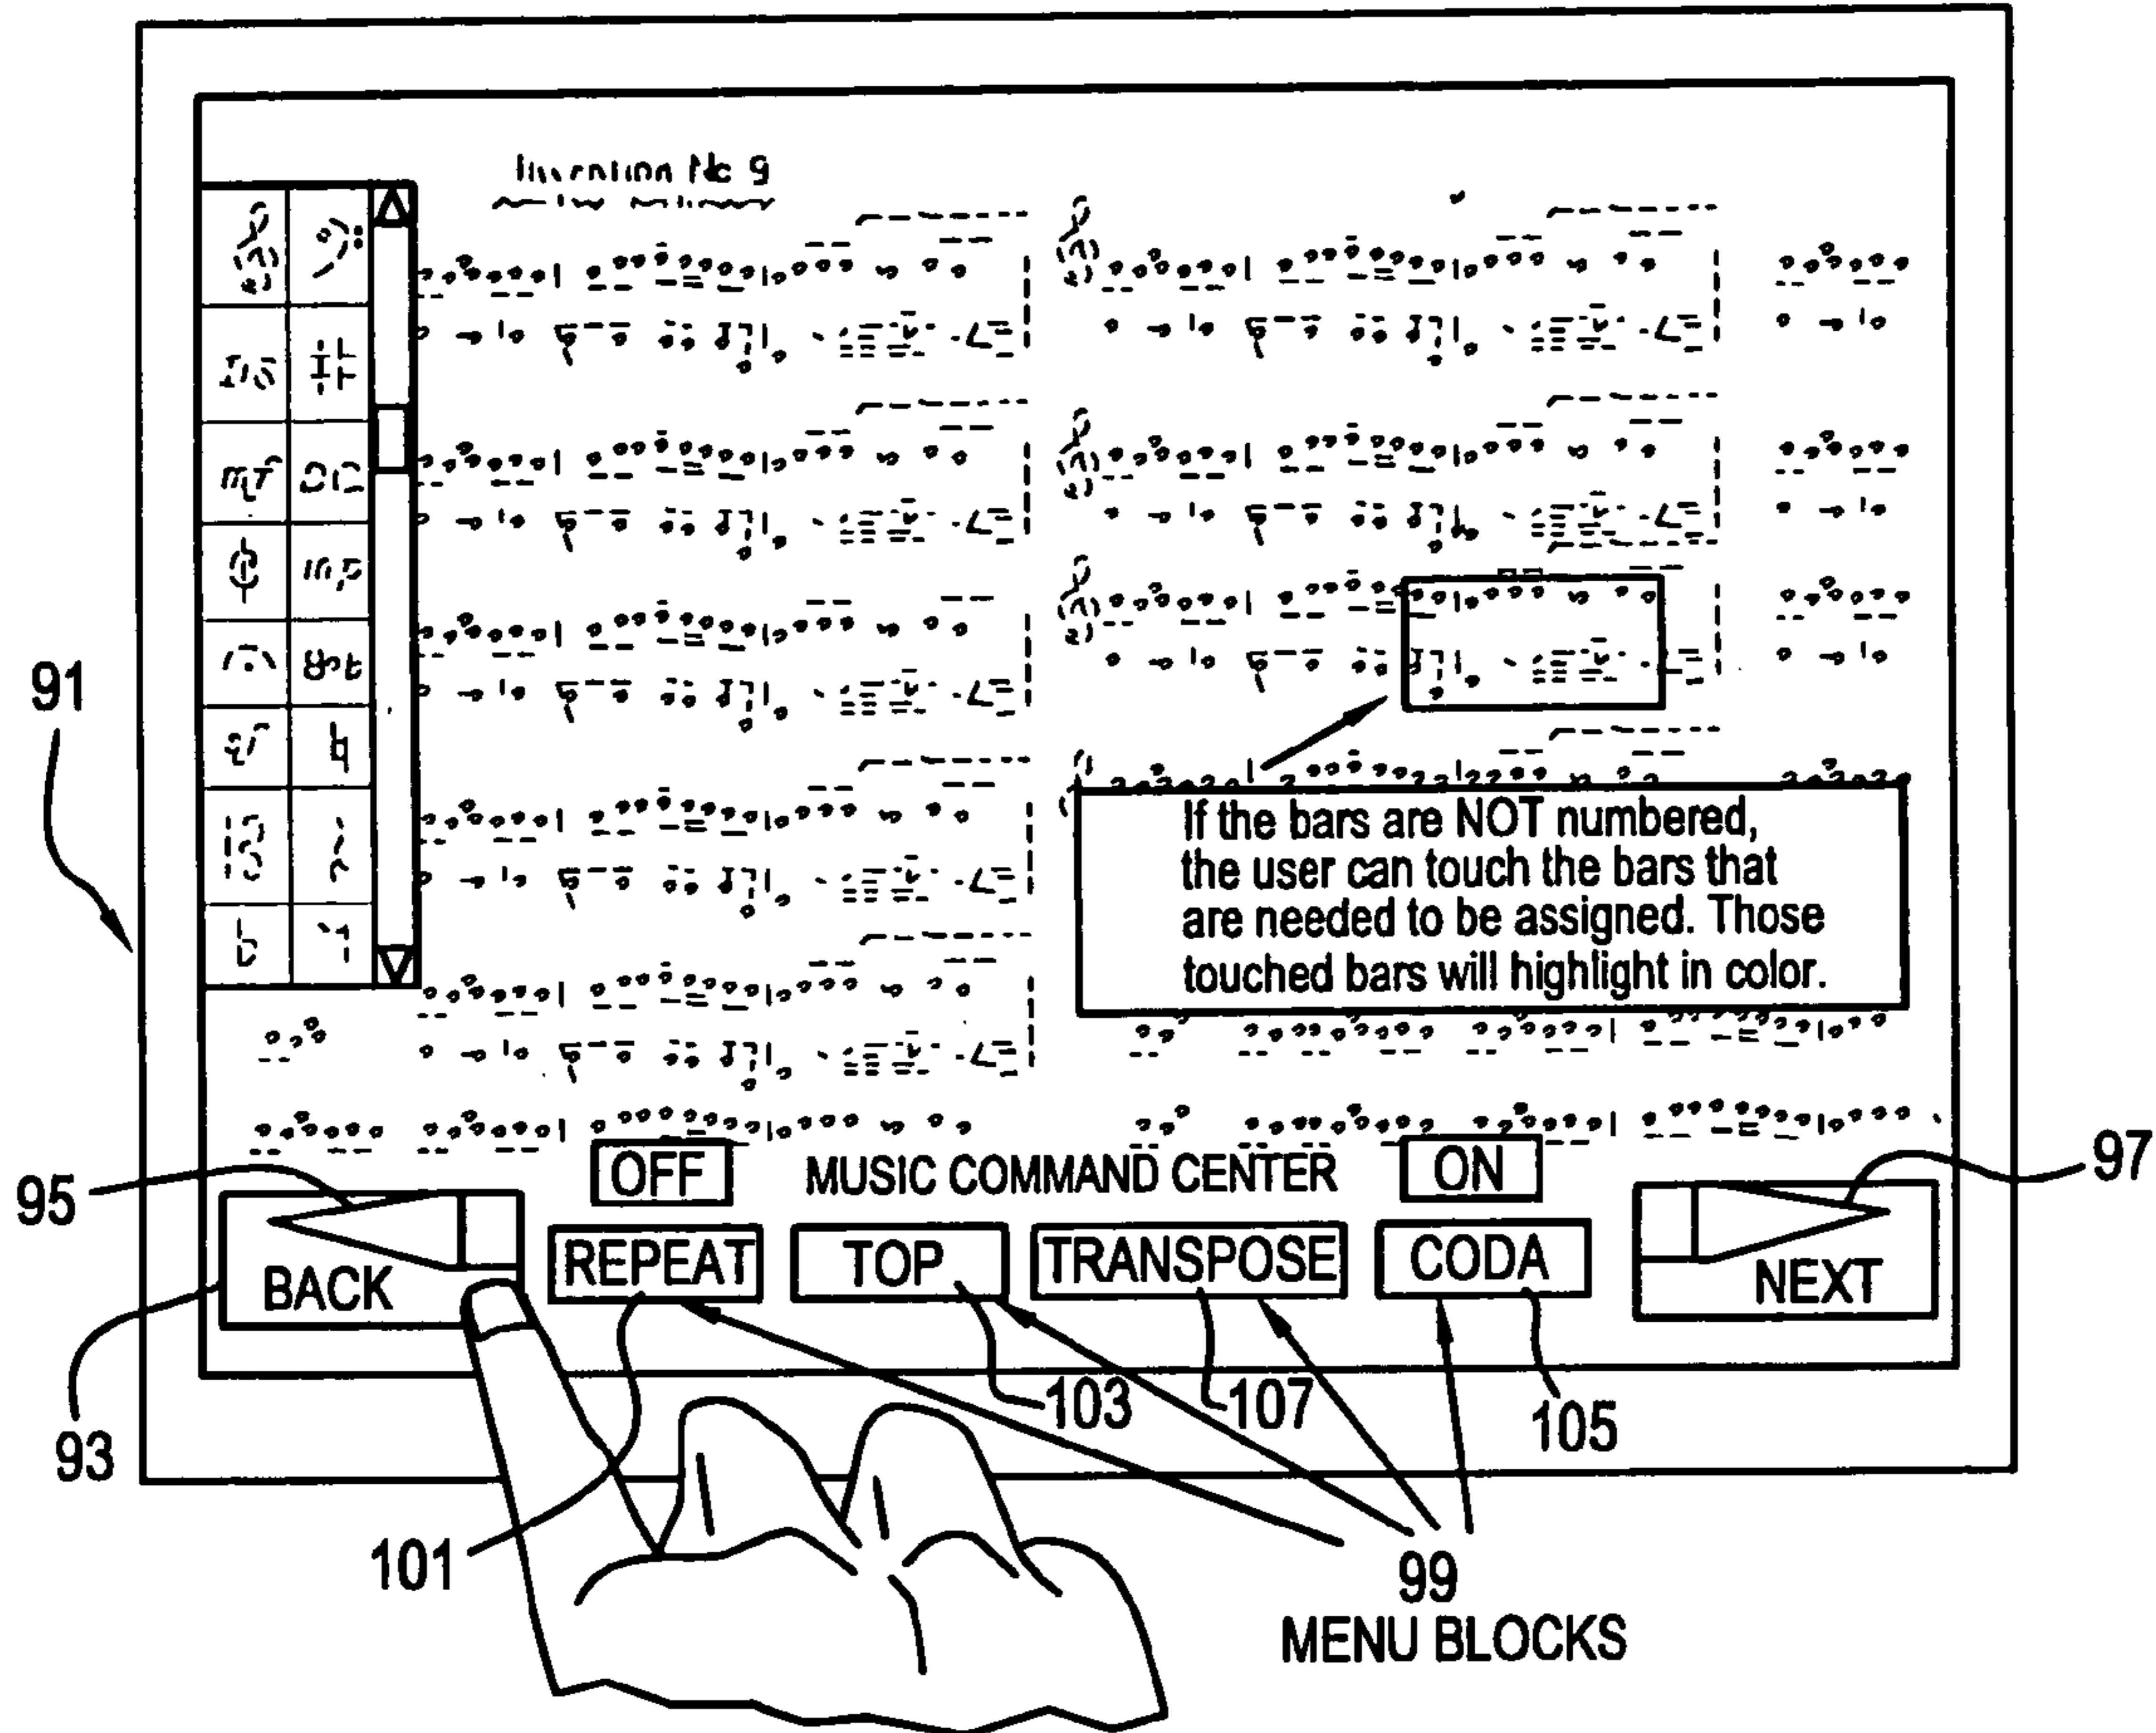 Invention No 9
91
If the bars are NOT numbered,
the user can touch the bars that
are needed to be assigned. Those
touched bars will highlight in color.
OFF MUSIC COMMAND CENTER ON
97
95
BACK REPEAT TOP TRANSPOSE CODA NEXT
103 107 105
93
101
99
MENU BLOCKS